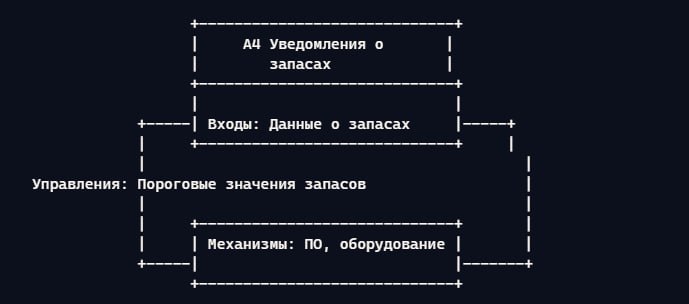 А4 Уведомления о
запасах
Входы: Данные о запасах
Управления: Пороговые значения запасов
Механизмы: ПО, оборудование